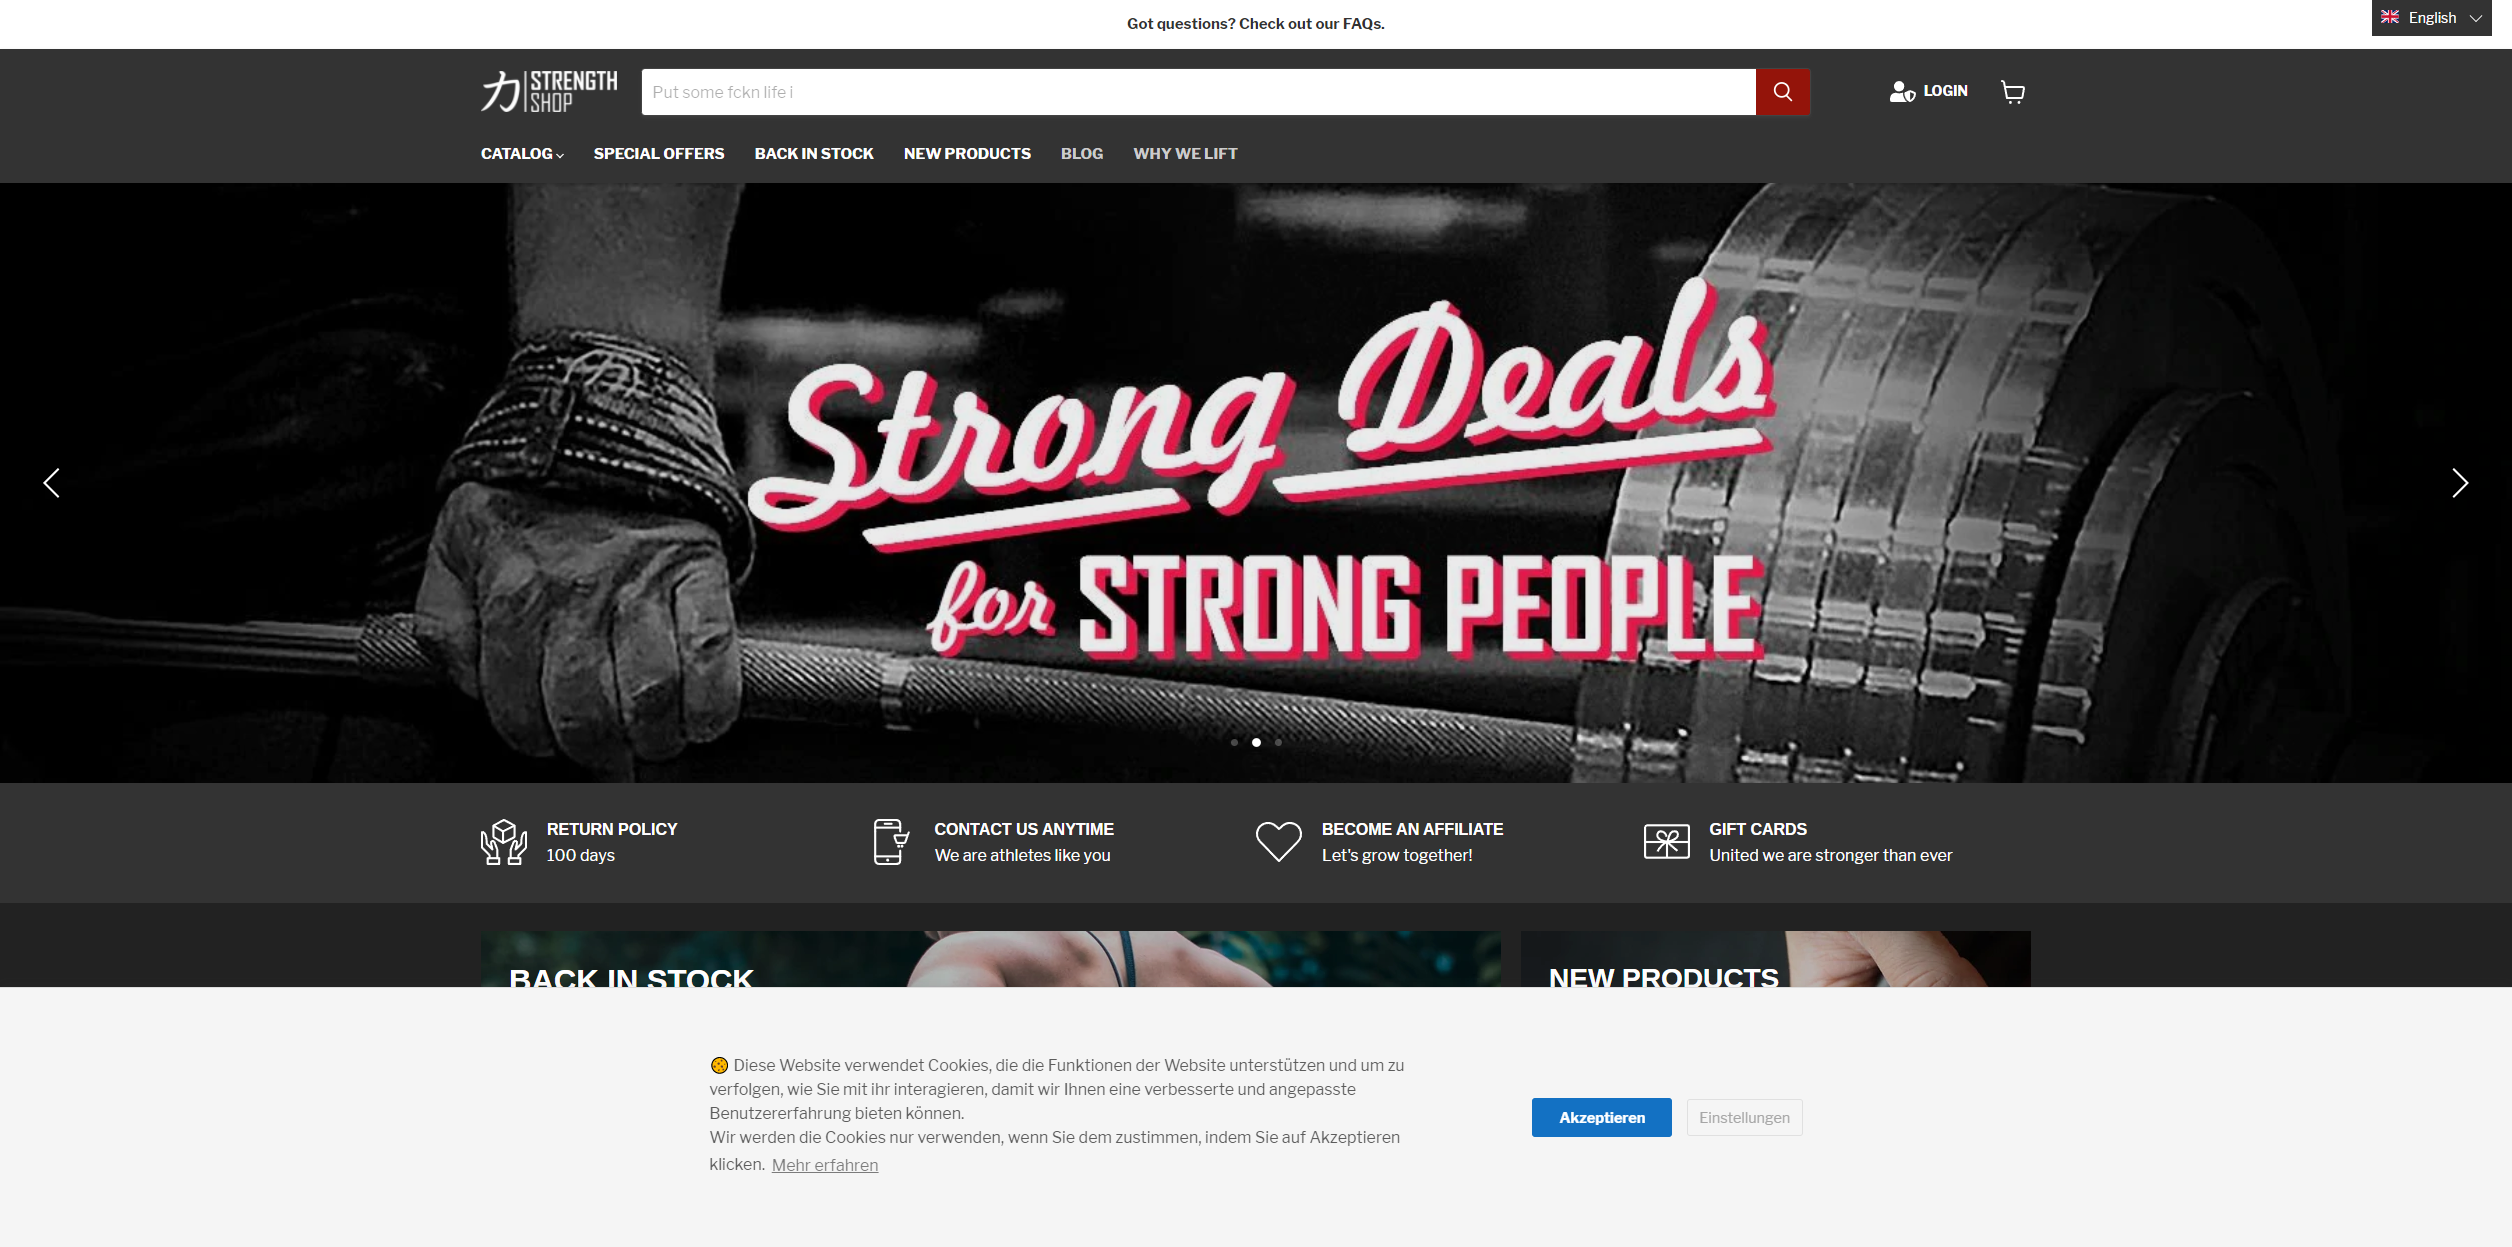 Got questions? Check out our FAQs.
English
力 STRENGTH
SHOP
Put some fckn life i
LOGIN
CATALOG
SPECIAL OFFERS
BACK IN STOCK
NEW PRODUCTS
BLOG
WHY WE LIFT
Strong Deals
for STRONG PEOPLE
RETURN POLICY
100 days
CONTACT US ANYTIME
We are athletes like you
BECOME AN AFFILIATE
Let's grow together!
GIFT CARDS
United we are stronger than ever
BACK IN STOCK
NEW PRODUCTS
Diese Website verwendet Cookies, die die Funktionen der Website unterstützen und um zu
verfolgen, wie Sie mit ihr interagieren, damit wir Ihnen eine verbesserte und angepasste
Benutzererfahrung bieten können.
Wir werden die Cookies nur verwenden, wenn Sie dem zustimmen, indem Sie auf Akzeptieren
klicken. Mehr erfahren
Akzeptieren
Einstellungen